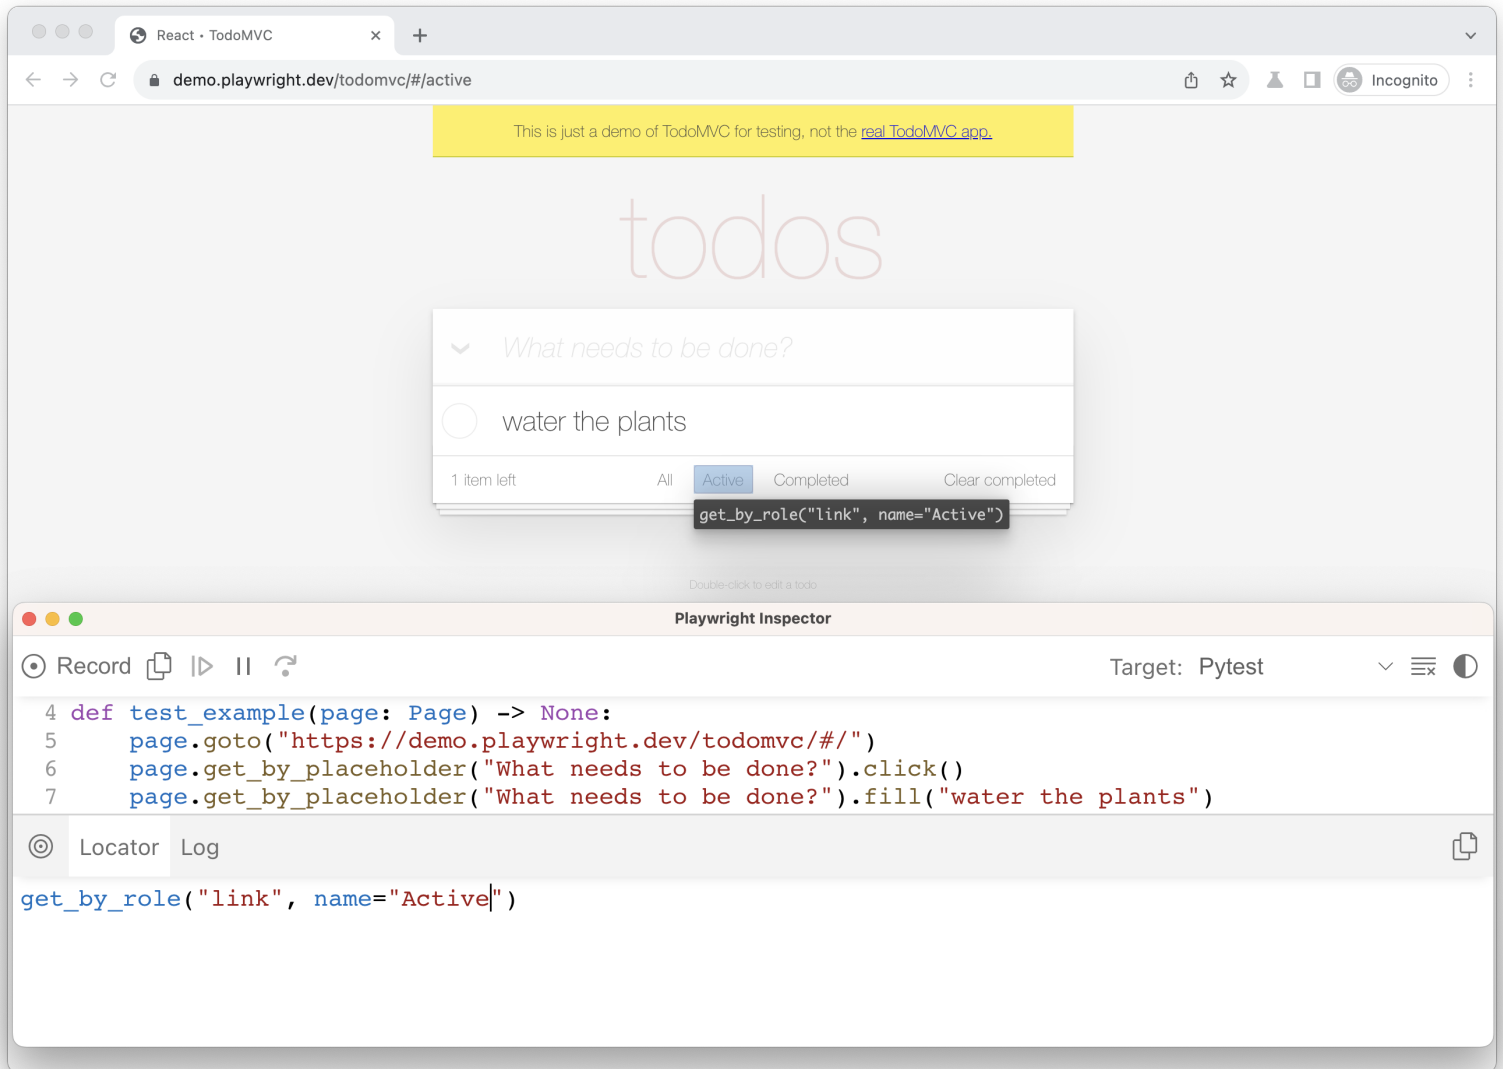 React • TodoMVC
demo.playwright.dev/todomvc/#/active
Incognito
This is just a demo of TodoMVC for testing, not the real TodoMVC app.
todos
What needs to be done?
water the plants
1 item left All Active Completed Clear completed
get_by_role("link", name="Active")
Double-click to edit a todo
Playwright Inspector
Record Target: Pytest
4 def test_example(page: Page) -> None:
5 page.goto("https://demo.playwright.dev/todomvc/#/")
6 page.get_by_placeholder("What needs to be done?").click()
7 page.get_by_placeholder("What needs to be done?").fill("water the plants")
Locator Log
get_by_role("link", name="Active")